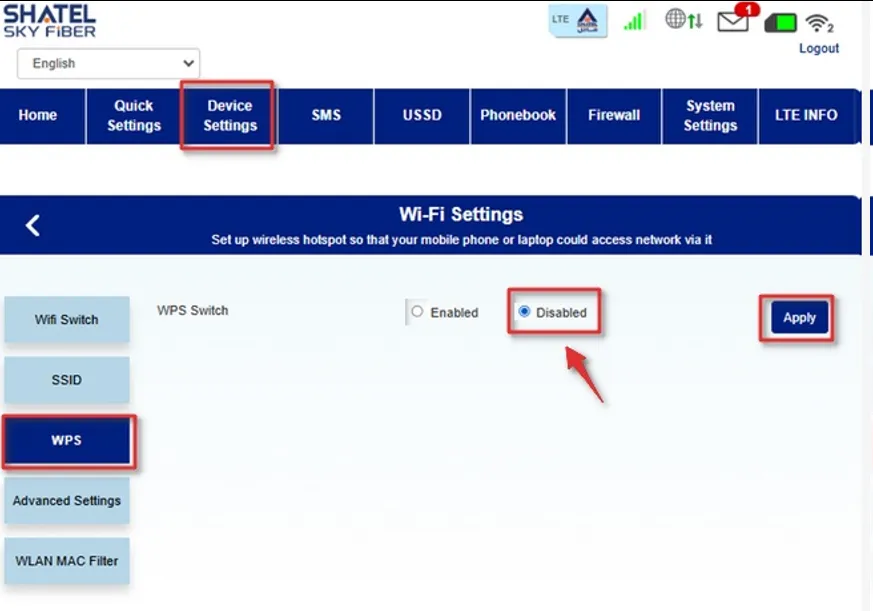 SHATEL
SKY FIBER
LTE
شاتل
1
2
Logout
English
Home
Quick Settings
Device Settings
SMS
USSD
Phonebook
Firewall
System Settings
LTE INFO
Wi-Fi Settings
Set up wireless hotspot so that your mobile phone or laptop could access network via it
Wifi Switch
WPS Switch
Enabled
Disabled
Apply
SSID
WPS
Advanced Settings
WLAN MAC Filter